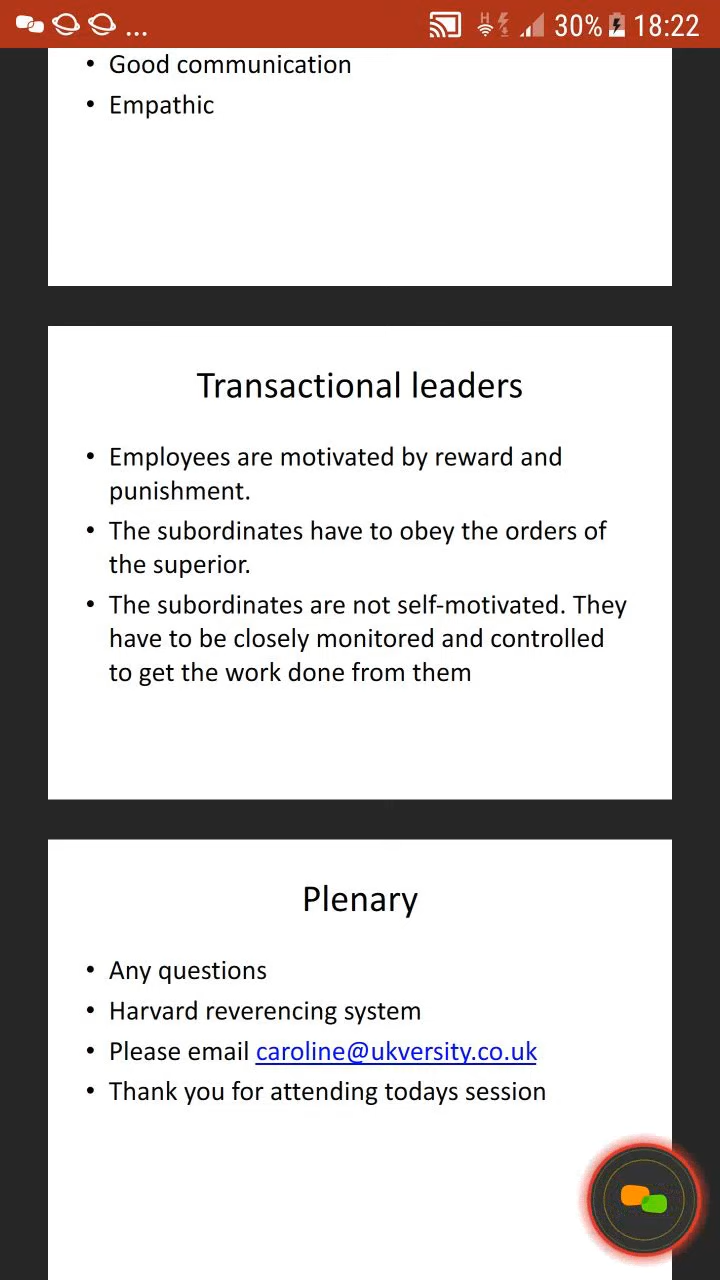 ... 30% 18:22
• Good communication
• Empathic
Transactional leaders
• Employees are motivated by reward and
punishment.
• The subordinates have to obey the orders of
the superior.
• The subordinates are not self-motivated. They
have to be closely monitored and controlled
to get the work done from them
Plenary
• Any questions
• Harvard reverencing system
• Please email caroline@ukversity.co.uk
• Thank you for attending todays session